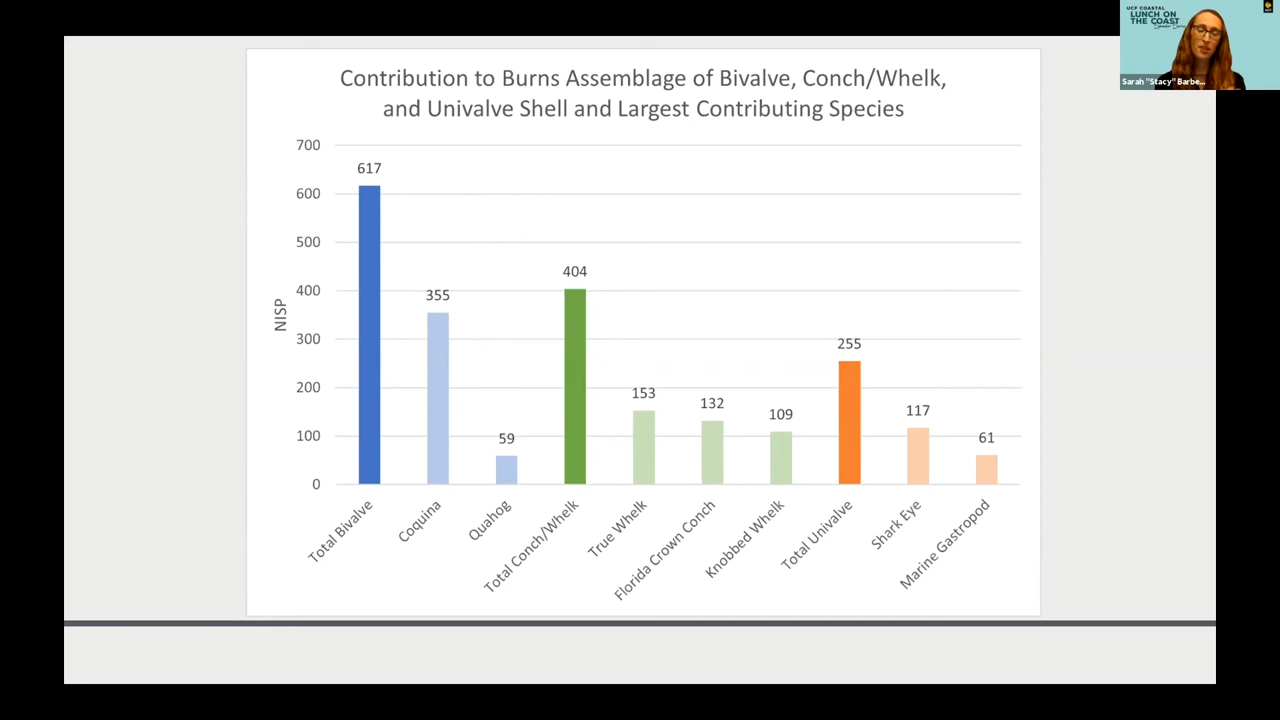 UCF COASTAL
LUNCH ON
THE COAST
UCF
Sarah "Stacy" Barbe...
Contribution to Burns Assemblage of Bivalve, Conch/Whelk,
and Univalve Shell and Largest Contributing Species
NISP
700
600
500
400
300
200
100
0
617
355
59
404
153
132
109
255
117
61
Total Bivalve
Coquina
Quahog
Total Conch/Whelk
True Whelk
Florida Crown Conch
Knobbed Whelk
Total Univalve
Shark Eye
Marine Gastropod